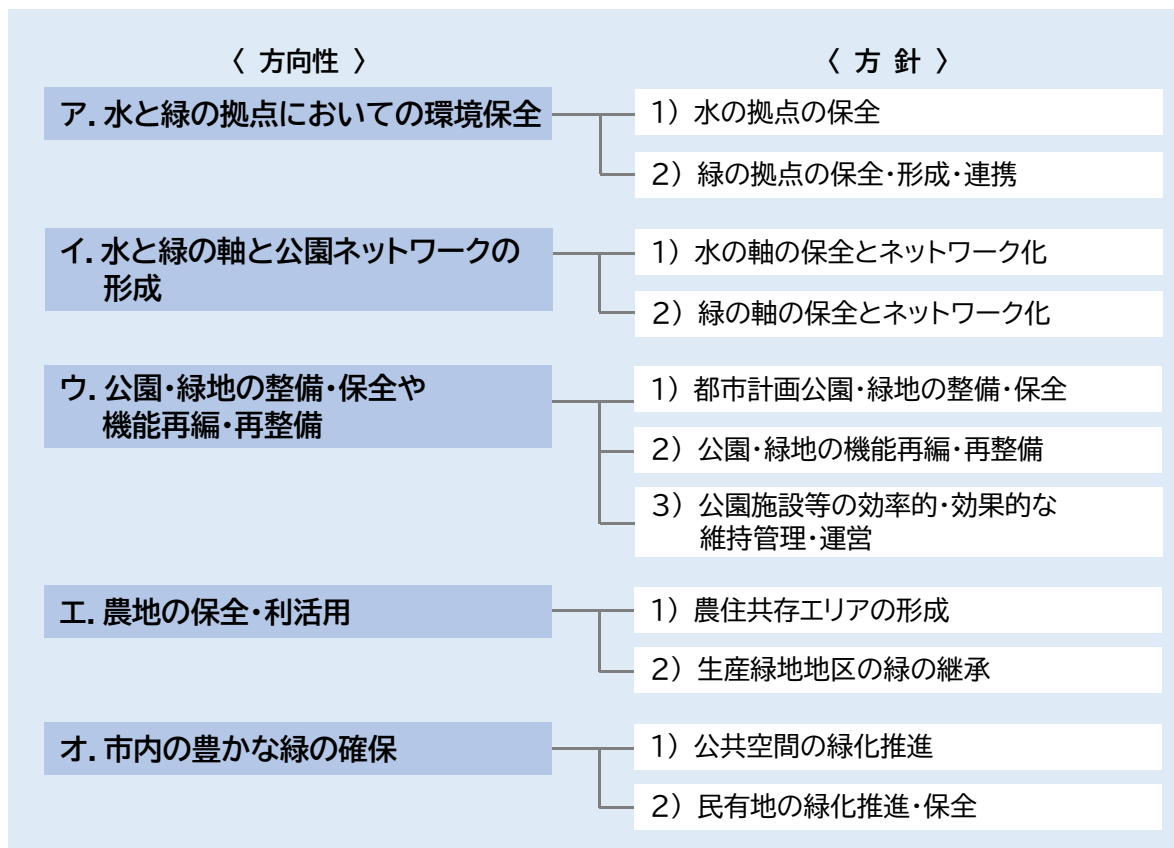 〈 方向性 〉
〈 方 針 〉
ア. 水と緑の拠点においての環境保全
1) 水の拠点の保全
2) 緑の拠点の保全・形成・連携
イ. 水と緑の軸と公園ネットワークの
形成
1) 水の軸の保全とネットワーク化
2) 緑の軸の保全とネットワーク化
ウ. 公園・緑地の整備・保全や
機能再編・再整備
1) 都市計画公園・緑地の整備・保全
2) 公園・緑地の機能再編・再整備
3) 公園施設等の効率的・効果的な
維持管理・運営
エ. 農地の保全・利活用
1) 農住共存エリアの形成
2) 生産緑地地区の緑の継承
オ. 市内の豊かな緑の確保
1) 公共空間の緑化推進
2) 民有地の緑化推進・保全